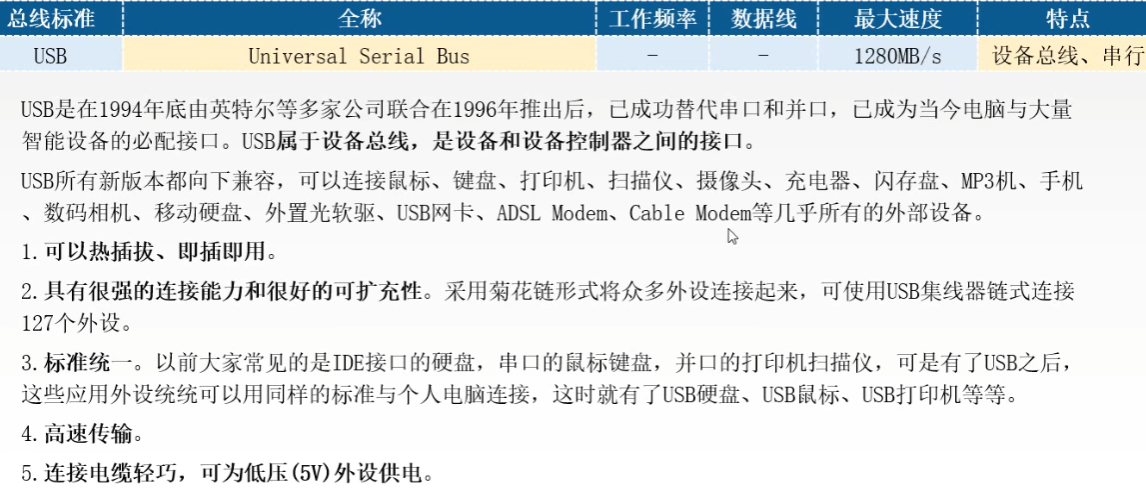 总线标准 全称 工作频率 数据线 最大速度 特点
USB Universal Serial Bus - - 1280MB/s 设备总线、串行
USB是在1994年底由英特尔等多家公司联合在1996年推出后，已成功替代串口和并口，已成为当今电脑与大量
智能设备的必配接口。USB属于设备总线，是设备和设备控制器之间的接口。
USB所有新版本都向下兼容，可以连接鼠标、键盘、打印机、扫描仪、摄像头、充电器、闪存盘、MP3机、手机
、数码相机、移动硬盘、外置光软驱、USB网卡、ADSL Modem、Cable Modem等几乎所有的外部设备。
1.可以热插拔、即插即用。
2.具有很强的连接能力和很好的可扩充性。采用菊花链形式将众多外设连接起来，可使用USB集线器链式连接
127个外设。
3.标准统一。以前大家常见的是IDE接口的硬盘，串口的鼠标键盘，并口的打印机扫描仪，可是有了USB之后，
这些应用外设统统可以用同样的标准与个人电脑连接，这时就有了USB硬盘、USB鼠标、USB打印机等等。
4.高速传输。
5.连接电缆轻巧，可为低压(5V)外设供电。